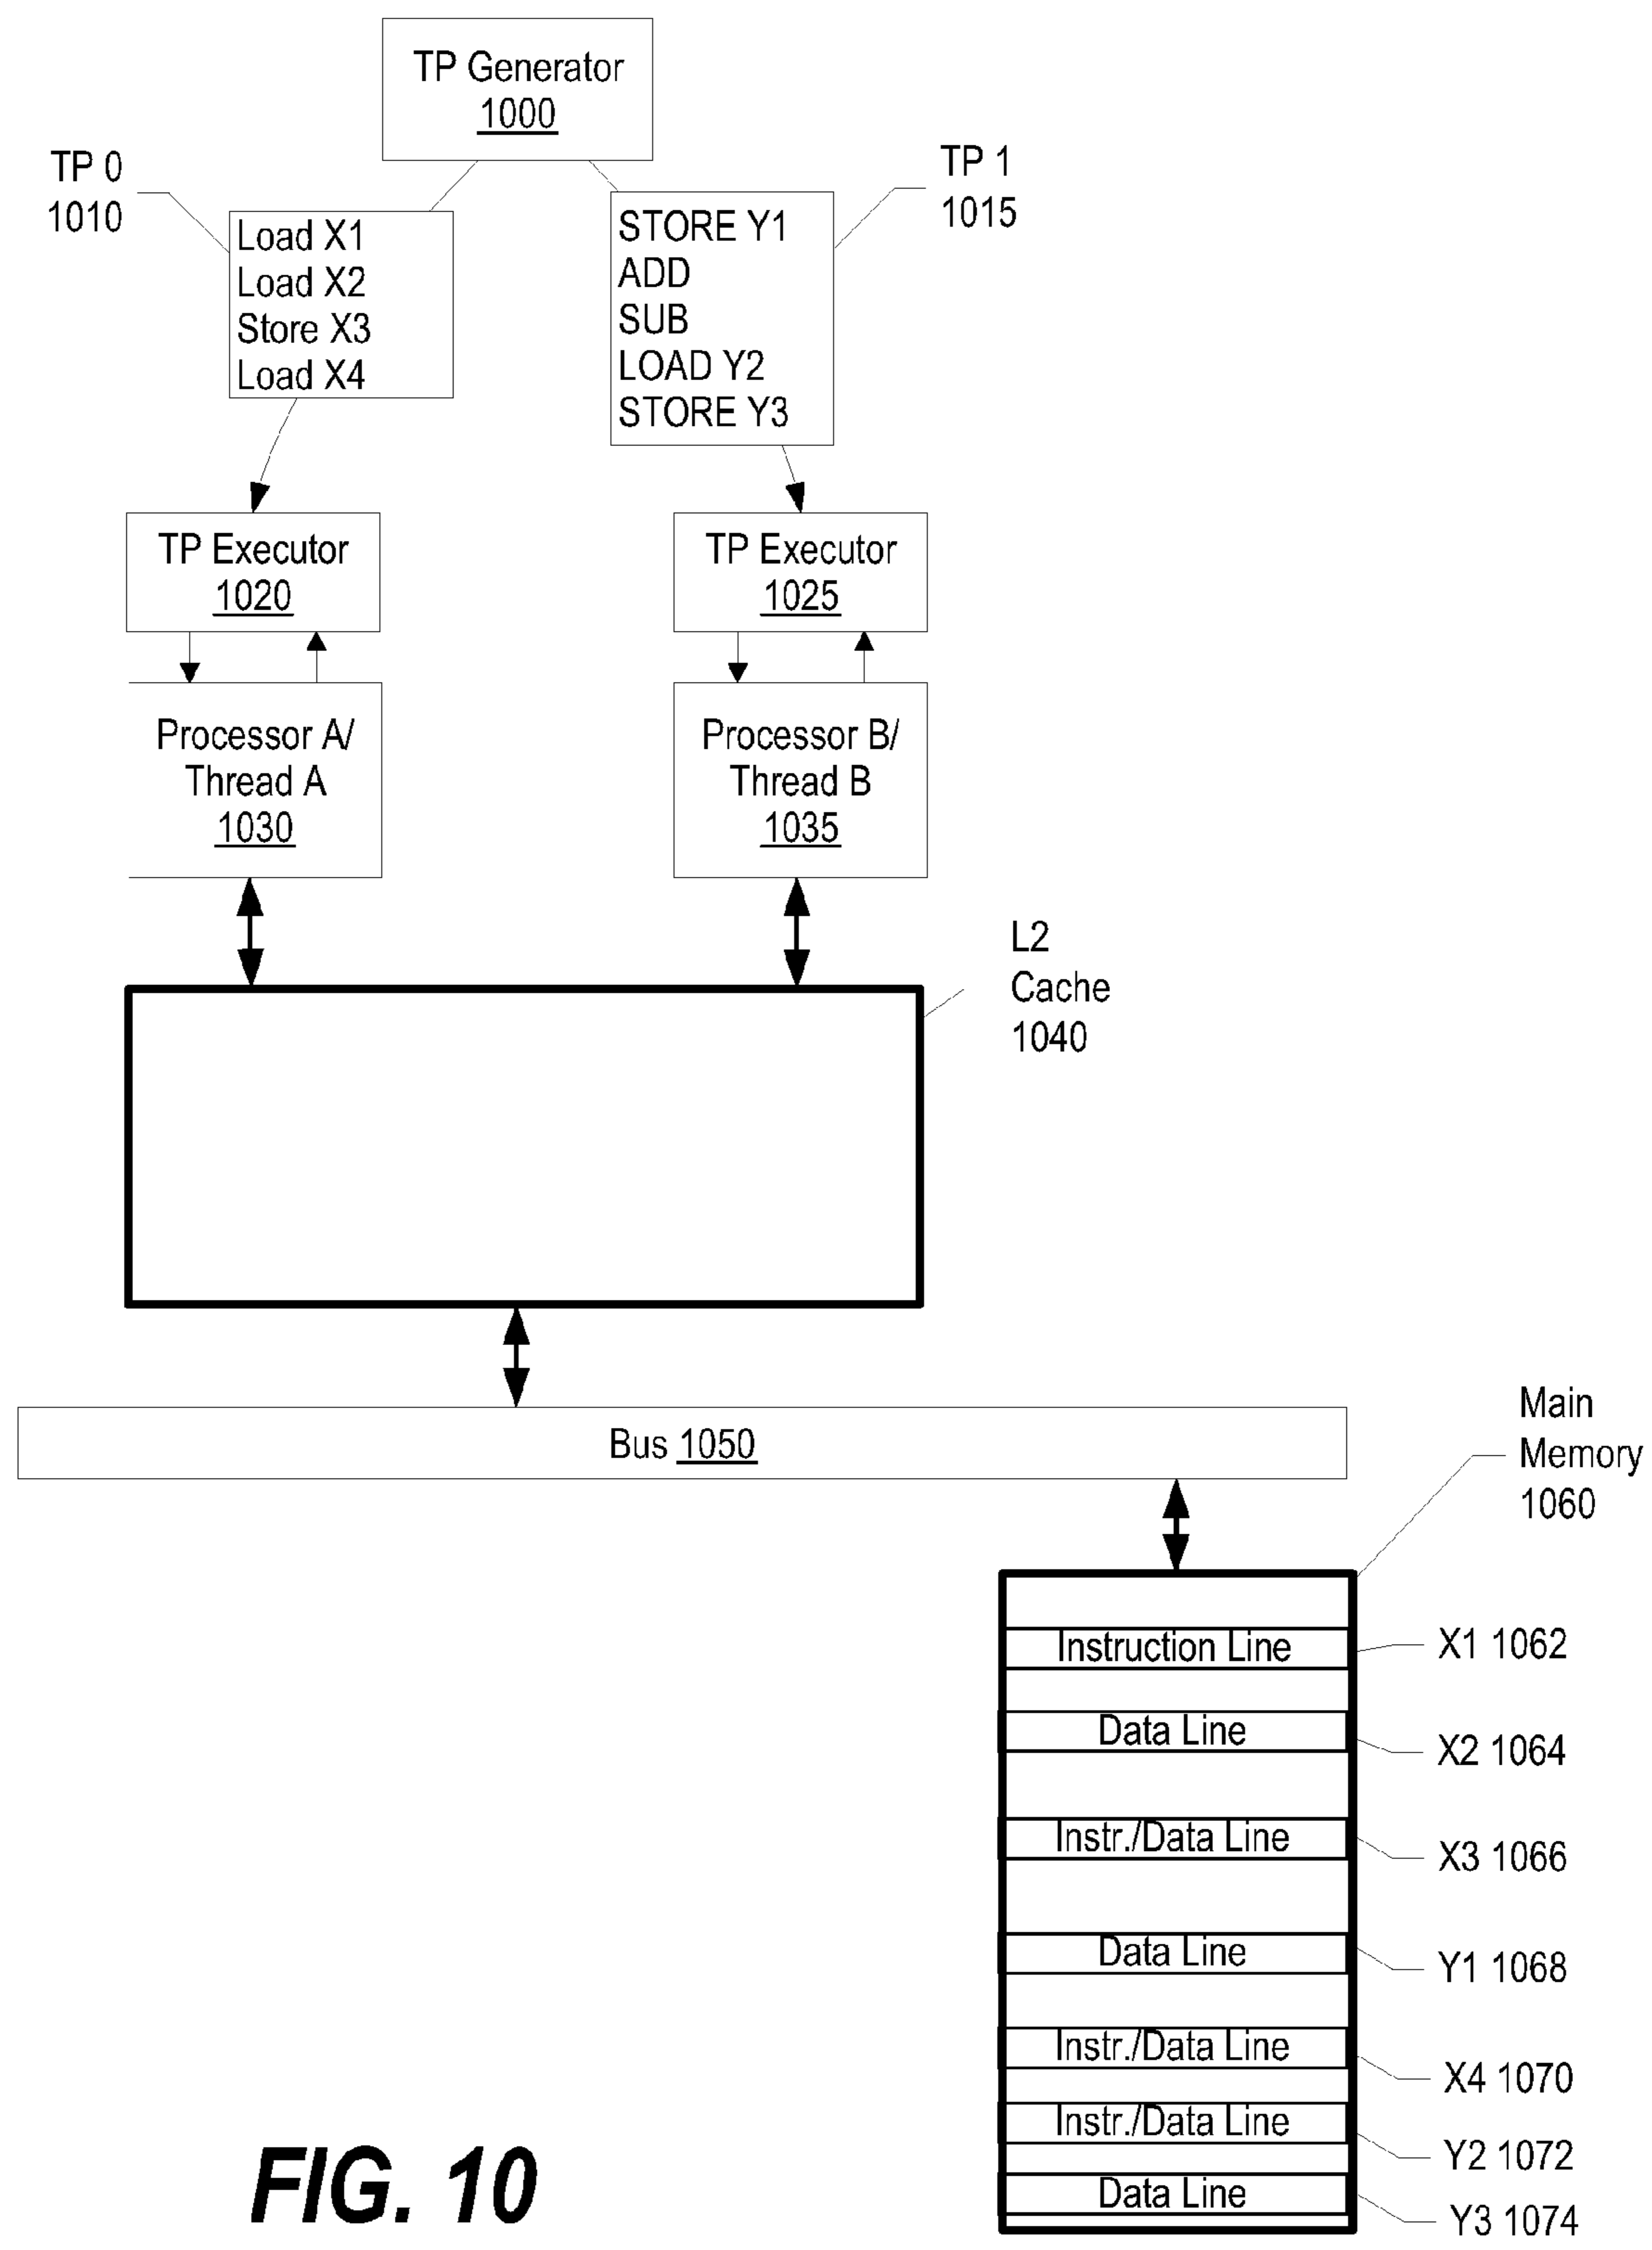 TP Generator
1000
TP 0
1010
TP 1
1015
Load X1
Load X2
Store X3
Load X4
STORE Y1
ADD
SUB
LOAD Y2
STORE Y3
TP Executor
1020
TP Executor
1025
Processor A/
Thread A
1030
Processor B/
Thread B
1035
L2
Cache
1040
Bus 1050
Main
Memory
1060
Instruction Line
X1 1062
Data Line
X2 1064
Instr./Data Line
X3 1066
Data Line
Y1 1068
Instr./Data Line
X4 1070
Instr./Data Line
Y2 1072
Data Line
Y3 1074
FIG. 10